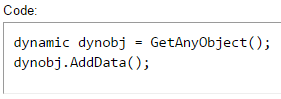 Code:
dynamic dynobj = GetAnyObject();
dynobj.AddData();